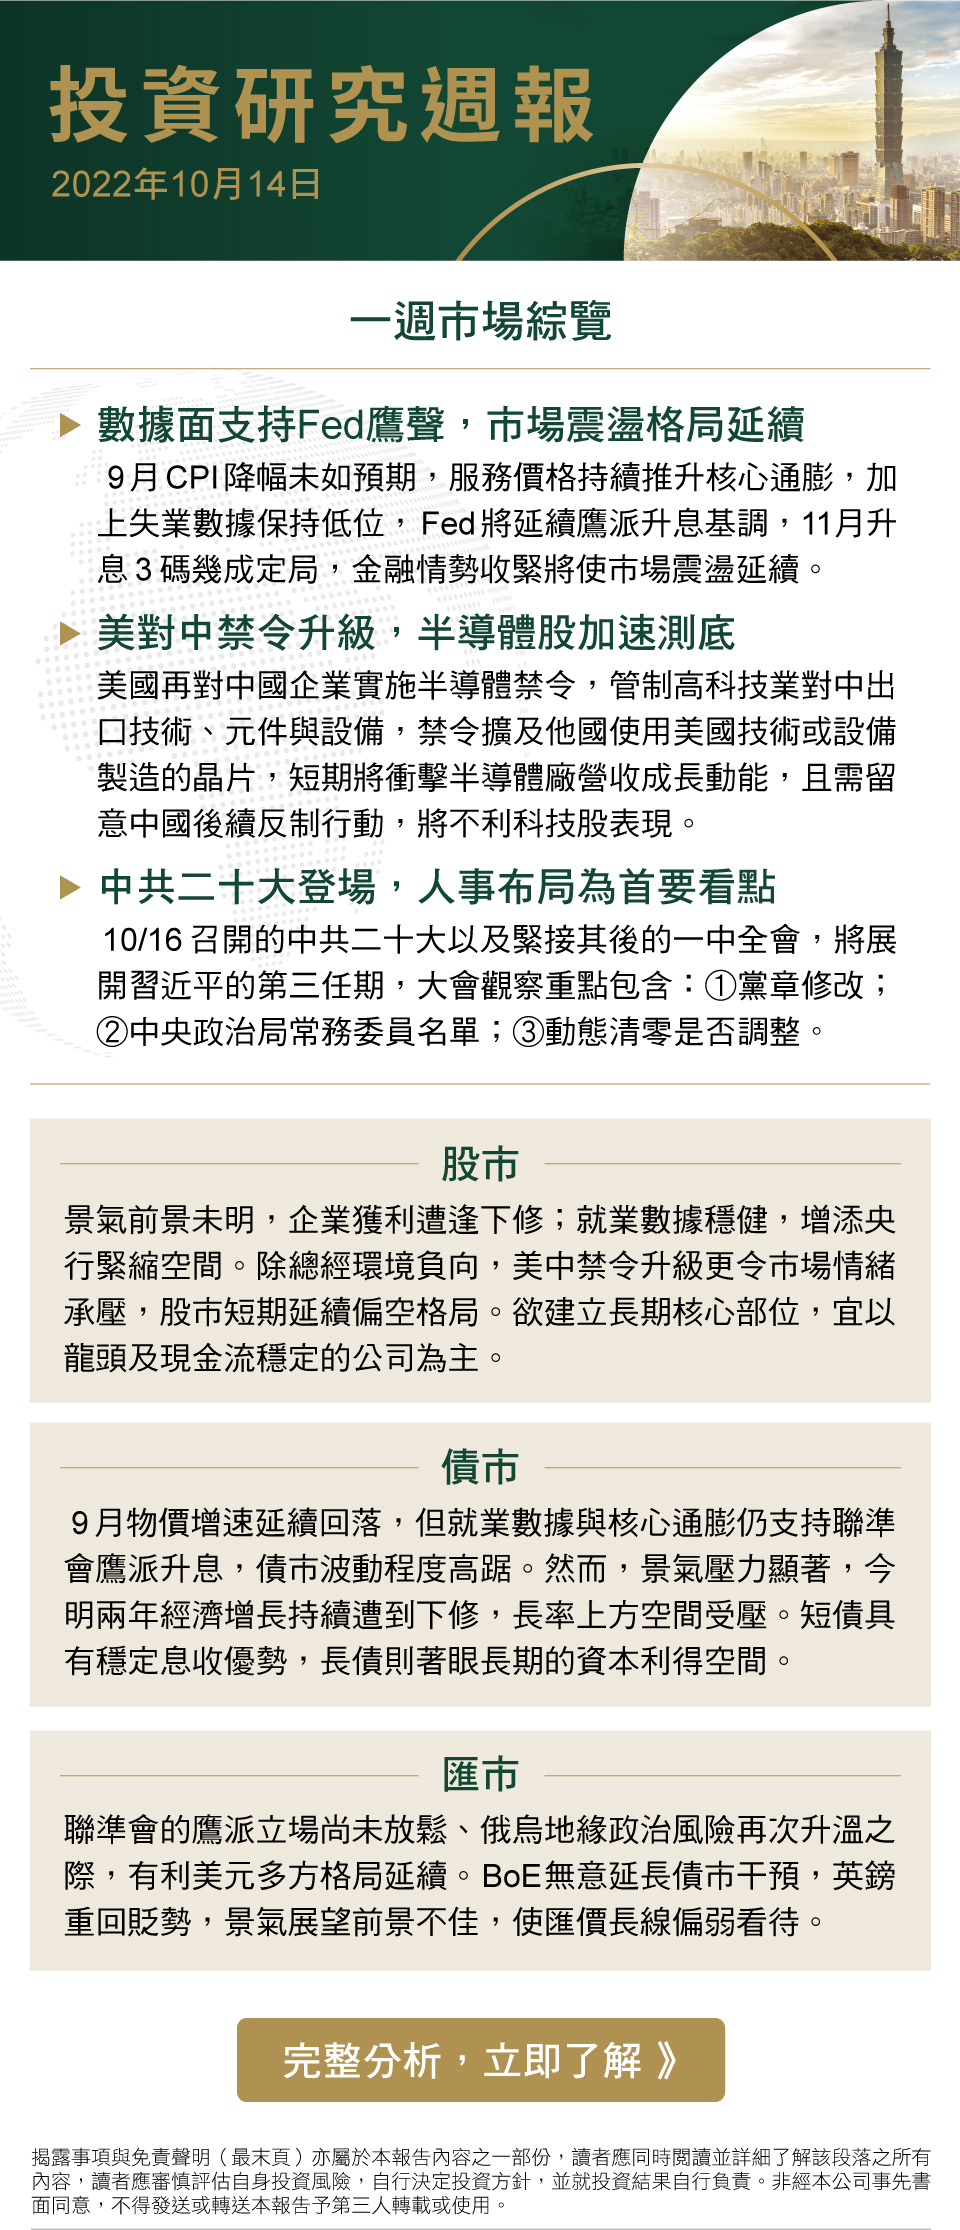 投資研究週報
2022年10月14日
一週市場綜覽
數據面支持Fed鷹聲，市場震盪格局延續
9月CPI降幅未如預期，服務價格持續推升核心通膨，加
上失業數據保持低位，Fed將延續鷹派升息基調，11月升
息3碼幾成定局，金融情勢收緊將使市場震盪延續。
美對中禁令升級，半導體股加速測底
美國再對中國企業實施半導體禁令，管制高科技業對中出
口技術、元件與設備，禁令擴及他國使用美國技術或設備
製造的晶片，短期將衝擊半導體廠營收成長動能，且需留
意中國後續反制行動，將不利科技股表現。
中共二十大登場，人事布局為首要看點
10/16召開的中共二十大以及緊接其後的一中全會，將展
開習近平的第三任期，大會觀察重點包含：①黨章修改；
②中央政治局常務委員名單；③動態清零是否調整。
股市
景氣前景未明，企業獲利遭逢下修；就業數據穩健，增添央
行緊縮空間。除總經環境負向，美中禁令升級更令市場情緒
承壓，股市短期延續偏空格局。欲建立長期核心部位，宜以
龍頭及現金流穩定的公司為主。
債市
9月物價增速延續回落，但就業數據與核心通膨仍支持聯準
會鷹派升息，債市波動程度高踞。然而，景氣壓力顯著，今
明兩年經濟增長持續遭到下修，長率上方空間受壓。短債具
有穩定息收優勢，長債則著眼長期的資本利得空間。
匯市
聯準會的鷹派立場尚未放鬆、俄烏地緣政治風險再次升溫之
際，有利美元多方格局延續。BoE無意延長債市干預，英鎊
重回貶勢，景氣展望前景不佳，使匯價長線偏弱看待。
完整分析，立即了解 》
揭露事項與免責聲明（最末頁）亦屬於本報告內容之一部份，讀者應同時閱讀並詳細了解該段落之所有
內容，讀者應審慎評估自身投資風險，自行決定投資方針，並就投資結果自行負責。非經本公司事先書
面同意，不得發送或轉送本報告予第三人轉載或使用。